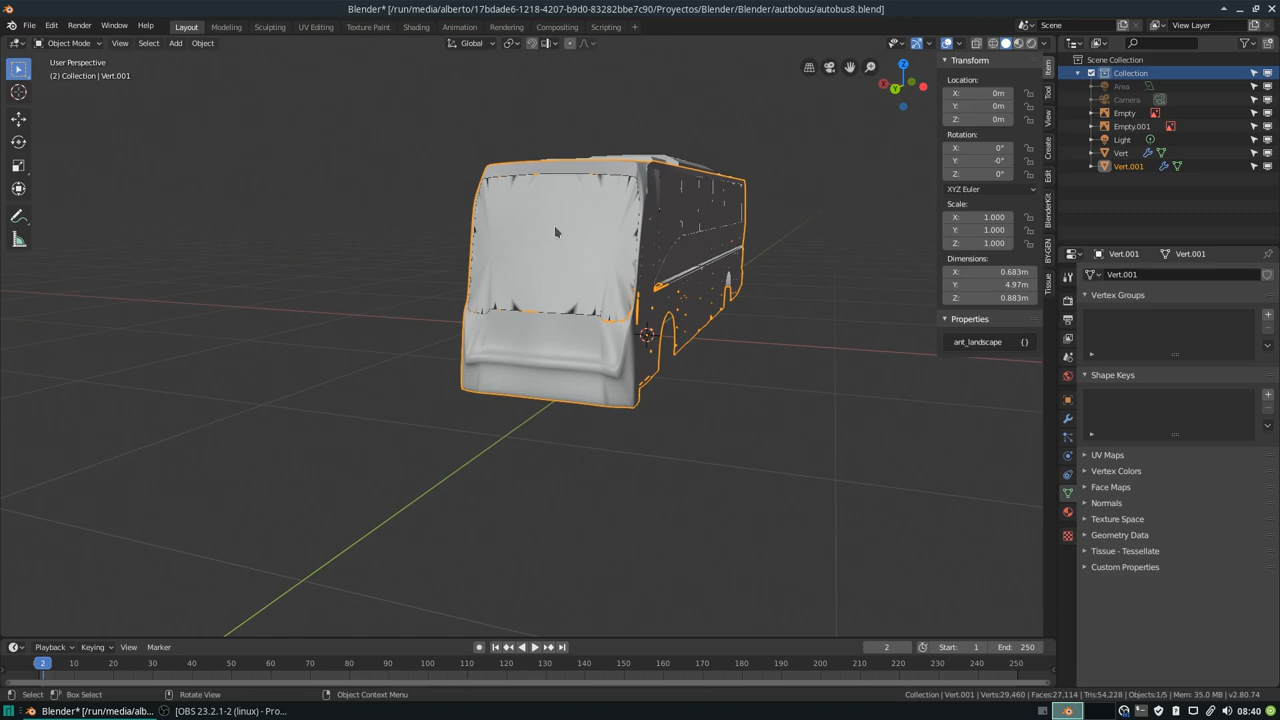 Blender* [/run/media/alberto/17bdade6-1218-4207-b9d0-83282bbe7c90/Proyectos/Blender/autbobus/autobus8.blend]
File Edit Render Window Help Layout Modeling Sculpting UV Editing Texture Paint Shading Animation Rendering Compositing Scripting + Scene View Layer
Object Mode View Select Add Object Global
User Perspective
(2) Collection | Vert.001
Transform
Location:
X: 0m
Y: 0m
Z: 0m
Rotation:
X: 0°
Y: -0°
Z: 0°
XYZ Euler
Scale:
X: 1.000
Y: 1.000
Z: 1.000
Dimensions:
X: 0.683m
Y: 4.97m
Z: 0.883m
Properties
ant_landscape {}
Item
Tool
View
Create
Edit
BlenderKit
BY-GEN
Tissue
Z
X
Y
Scene Collection
Collection
Area
Camera
Empty
Empty.001
Light
Vert
Vert.001
Vert.001 Vert.001
Vert.001
Vertex Groups
Shape Keys
UV Maps
Vertex Colors
Face Maps
Normals
Texture Space
Geometry Data
Tissue - Tessellate
Custom Properties
Playback Keying View Marker 2 Start: 1 End: 250
2 10 20 30 40 50 60 70 80 90 100 110 120 130 140 150 160 170 180 190 200 210 220 230 240 250
Select Box Select Rotate View Object Context Menu Collection | Vert.001 | Verts:29,460 | Faces:27,114 | Tris:54,228 | Objects:1/5 | Mem: 35.0 MB | v2.80.74
Blender* [/run/media/alb... [OBS 23.2.1-2 (linux) - Pro... 08:40